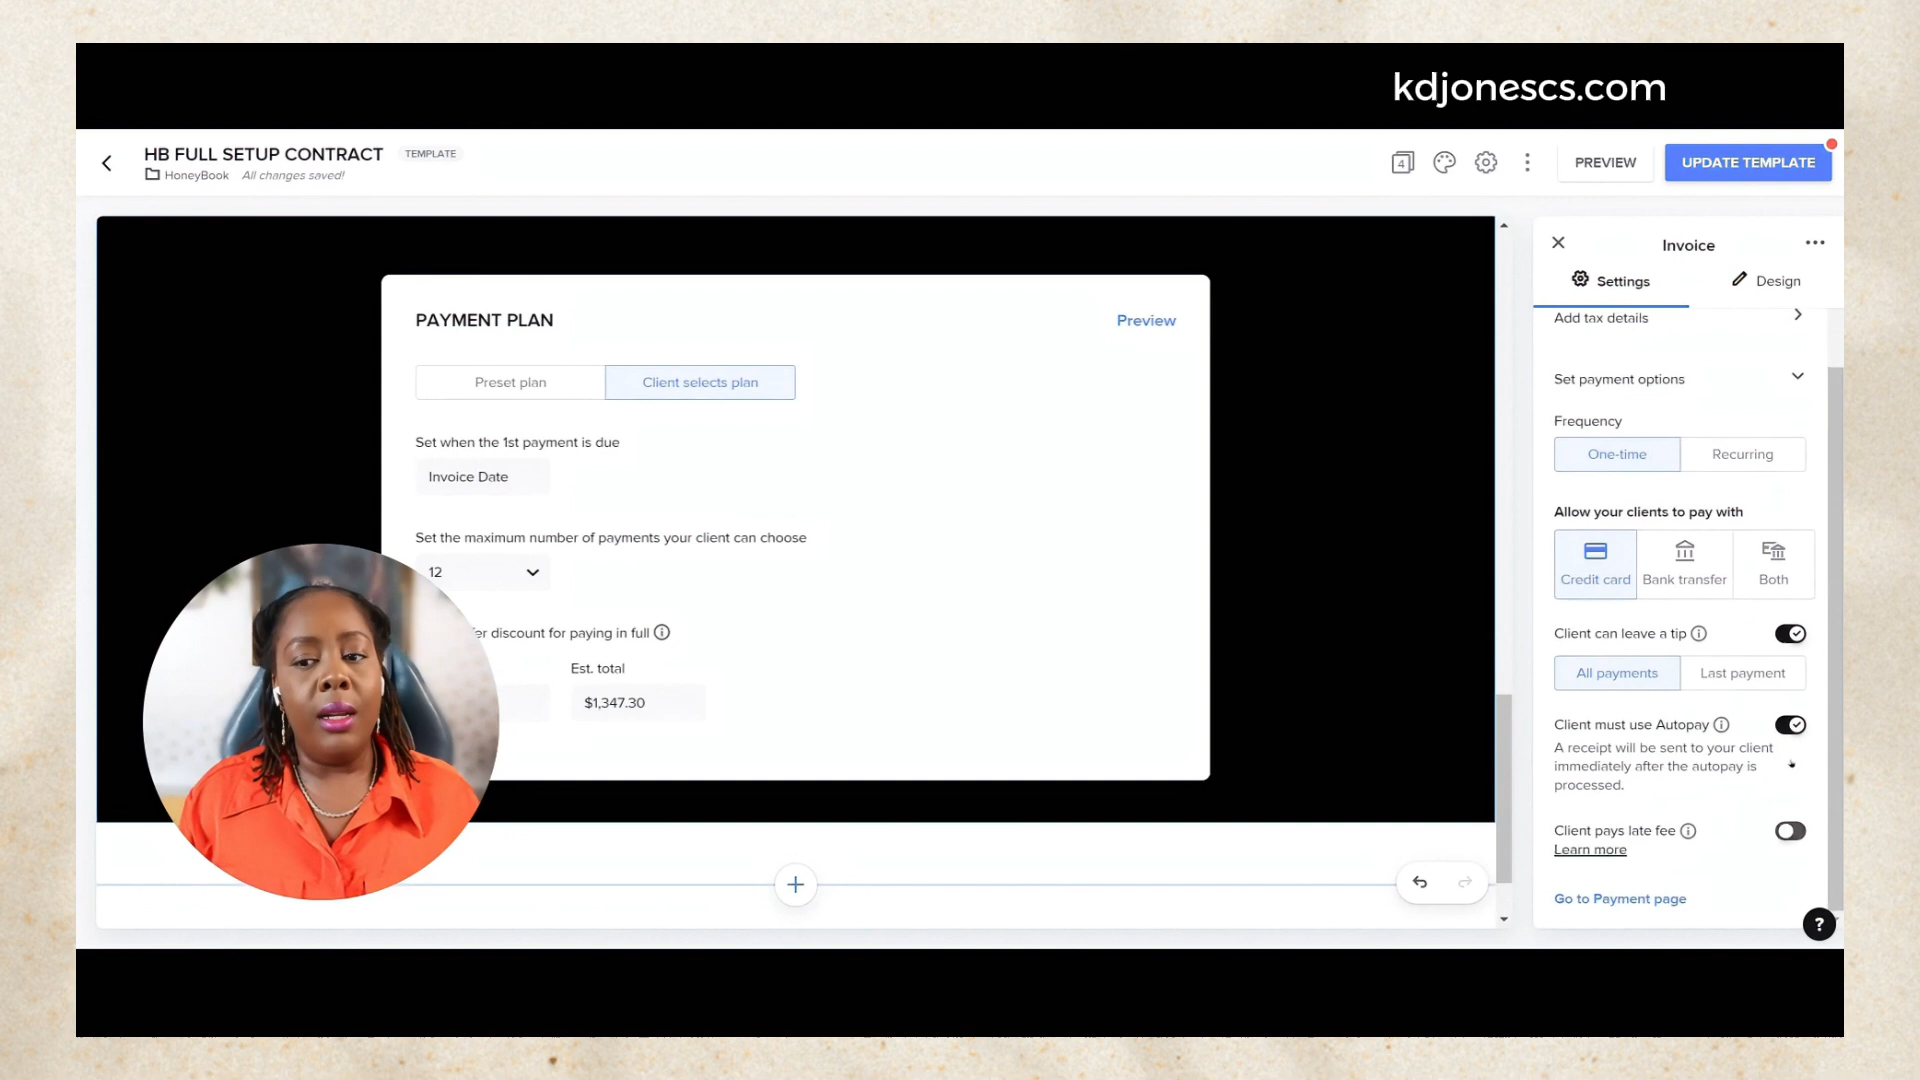 kdjonescs.com
HB FULL SETUP CONTRACT
TEMPLATE
HoneyBook All changes saved!
4
PREVIEW
UPDATE TEMPLATE
PAYMENT PLAN
Preview
Preset plan
Client selects plan
Set when the 1st payment is due
Invoice Date
Set the maximum number of payments your client can choose
12
discount for paying in full
Est. total
$1,347.30
Invoice
Settings
Design
Add tax details
Set payment options
Frequency
One-time
Recurring
Allow your clients to pay with
Credit card
Bank transfer
Both
Client can leave a tip
All payments
Last payment
Client must use Autopay
A receipt will be sent to your client
immediately after the autopay is
processed.
Client pays late fee
Learn more
Go to Payment page
?